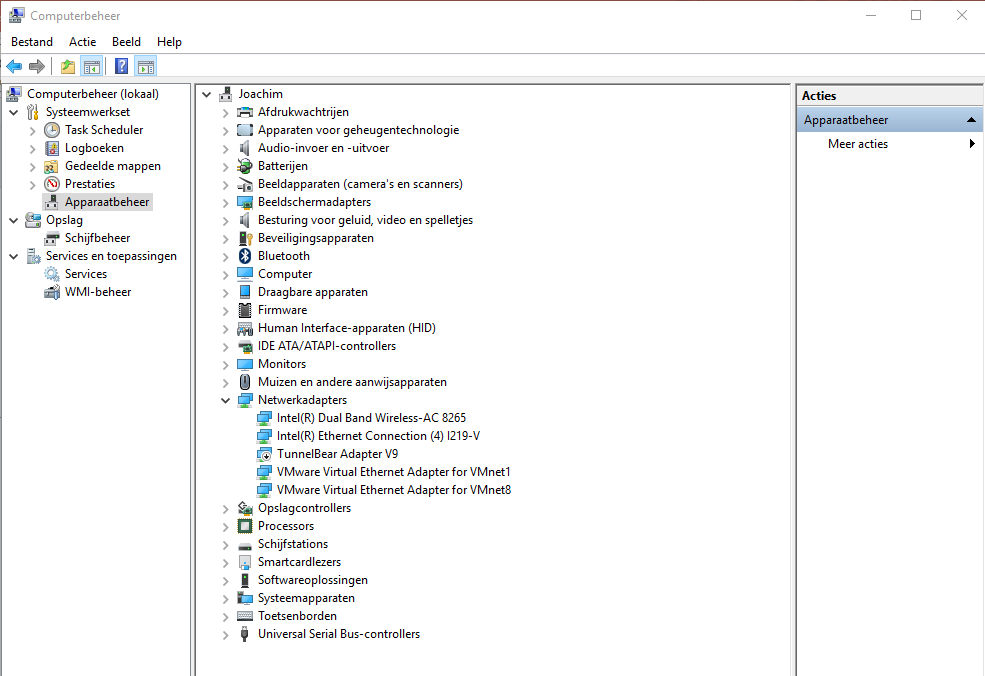 Computerbeheer
Bestand Actie Beeld Help
Computerbeheer (lokaal)
Systeemwerkset
Task Scheduler
Logboeken
Gedeelde mappen
Prestaties
Apparaatbeheer
Opslag
Schijfbeheer
Services en toepassingen
Services
WMI-beheer
Joachim
Afdrukwachtrijen
Apparaten voor geheugentechnologie
Audio-invoer en -uitvoer
Batterijen
Beeldapparaten (camera's en scanners)
Beeldschermadapters
Besturing voor geluid, video en spelletjes
Beveiligingsapparaten
Bluetooth
Computer
Draagbare apparaten
Firmware
Human Interface-apparaten (HID)
IDE ATA/ATAPI-controllers
Monitors
Muizen en andere aanwijsapparaten
Netwerkadapters
Intel(R) Dual Band Wireless-AC 8265
Intel(R) Ethernet Connection (4) I219-V
TunnelBear Adapter V9
VMware Virtual Ethernet Adapter for VMnet1
VMware Virtual Ethernet Adapter for VMnet8
Opslagcontrollers
Processors
Schijfstations
Smartcardlezers
Softwareoplossingen
Systeemapparaten
Toetsenborden
Universal Serial Bus-controllers
Acties
Apparaatbeheer
Meer acties